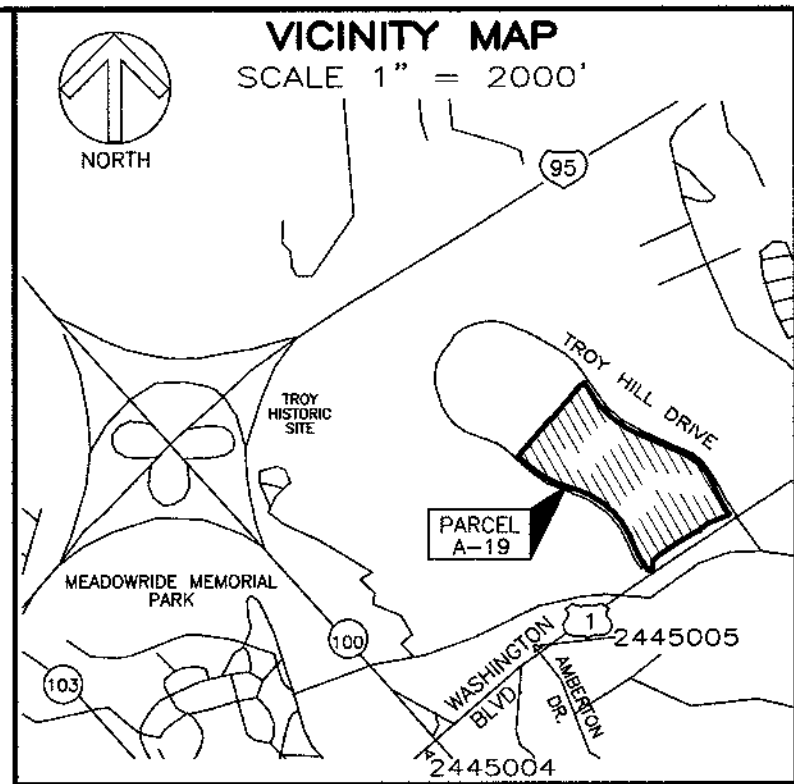 VICINITY MAP
SCALE 1" = 2000'
NORTH
95
TROY HILL DRIVE
TROY
HISTORIC
SITE
PARCEL
A-19
MEADOWRIDE MEMORIAL
PARK
1
2445005
100
WASHINGTON
BLVD
AMBERTON
DR.
103
2445004